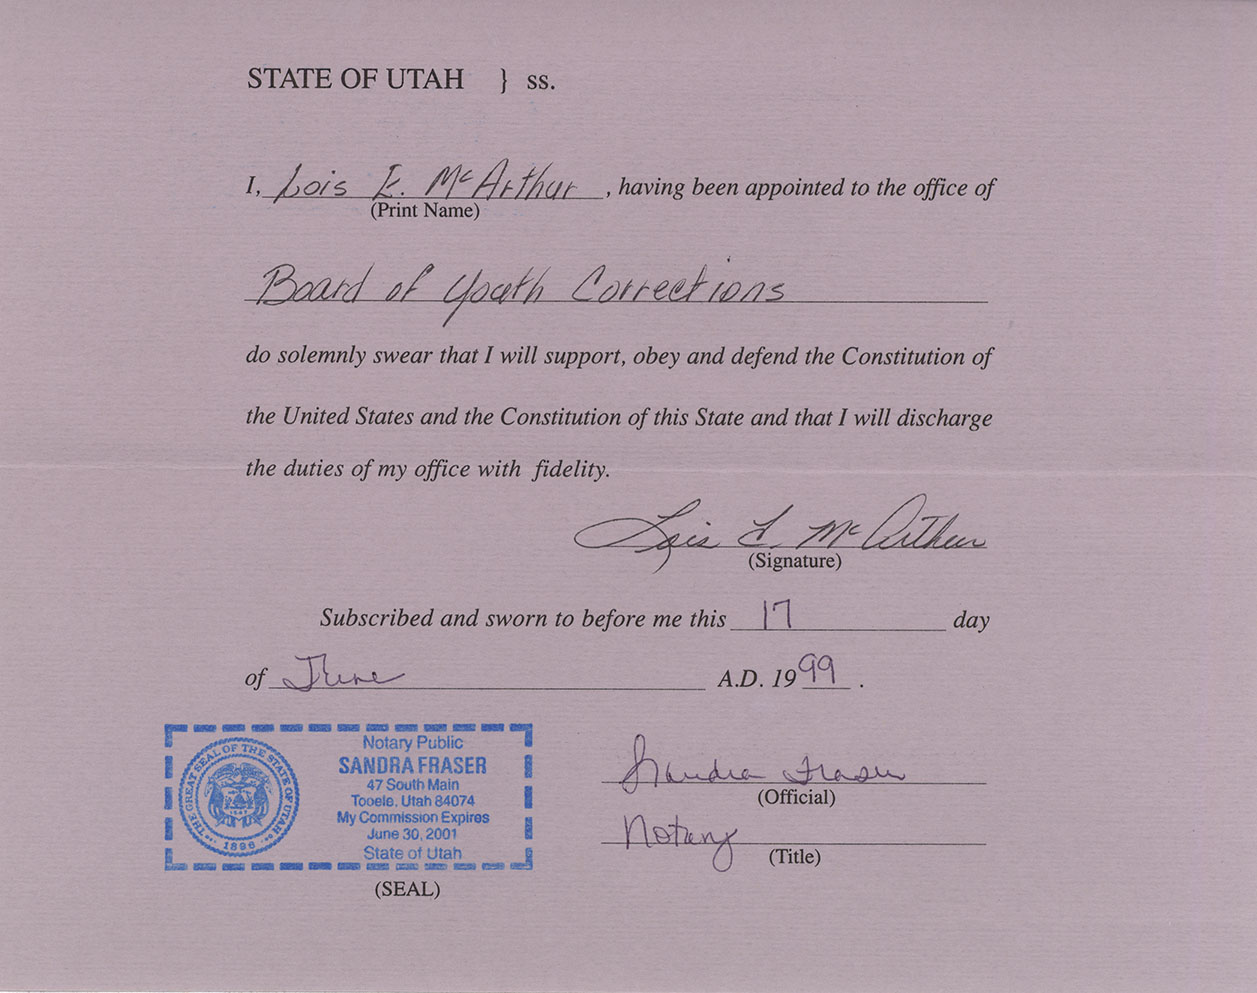 STATE OF UTAH } ss.
I, Lois E. McArthur, having been appointed to the office of
(Print Name)
Board of Youth Corrections
do solemnly swear that I will support, obey and defend the Constitution of
the United States and the Constitution of this State and that I will discharge
the duties of my office with fidelity.
Lois E. McArthur
(Signature)
Subscribed and sworn to before me this 17 day
of June A.D. 1999.
THE GREAT SEAL OF THE STATE OF UTAH
1896
Notary Public
SANDRA FRASER
47 South Main
Tooele, Utah 84074
My Commission Expires
June 30, 2001
State of Utah
(SEAL)
Sandra Fraser
(Official)
Notary
(Title)